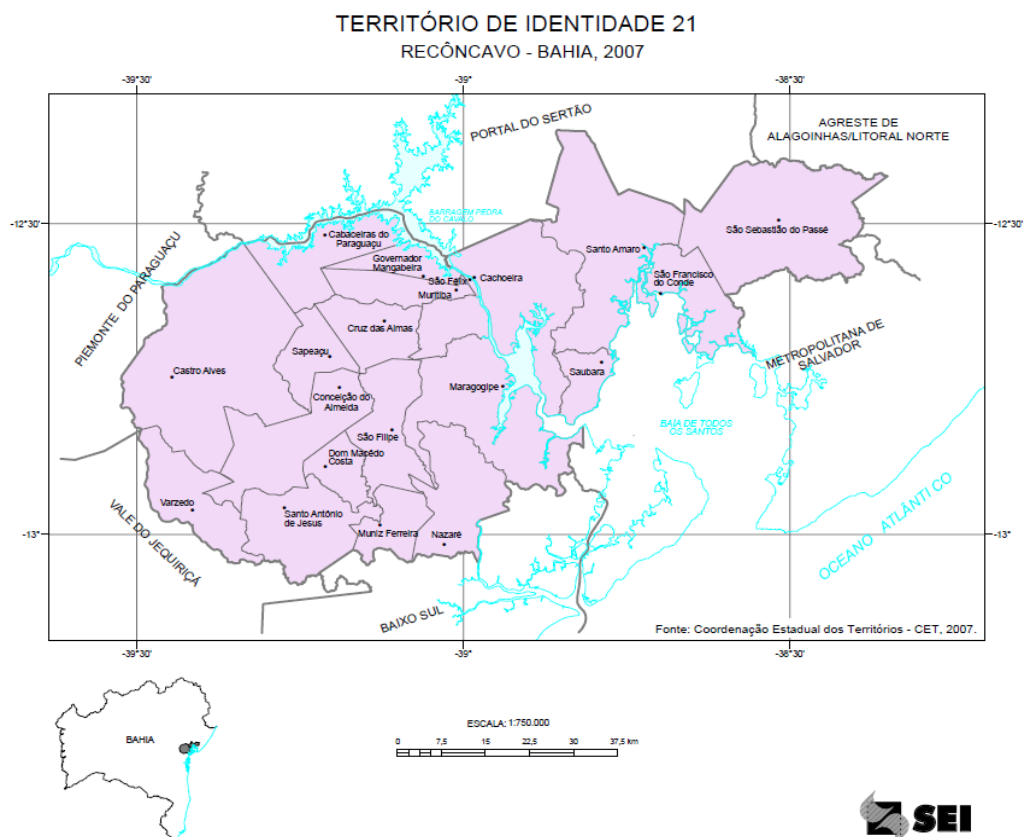 TERRITÓRIO DE IDENTIDADE 21
RECÔNCAVO - BAHIA, 2007
-39°30'
-39°
-38°30'
PORTAL DO SERTÃO
AGRESTE DE
ALAGOINHAS/LITORAL NORTE
-12°30'
-12°30'
BARRAGEM PEDRA
DO CAVALO
PIEMONTE DO PARAGUAÇU
Cabaceiras do
Paraguaçu
Governador
Mangabeira
São Félix
Cachoeira
Muritiba
Santo Amaro
São Francisco
do Conde
São Sebastião do Passé
Cruz das Almas
Sapeaçu
Castro Alves
Conceição do
Almeida
Maragogipe
Saubara
METROPOLITANA DE
SALVADOR
BAIA DE TODOS
OS SANTOS
São Filipe
Dom Macêdo
Costa
Varzedo
Santo Antônio
de Jesus
Muniz Ferreira
Nazaré
VALE DO JEQUIRIÇÁ
-13°
-13°
OCEANO ATLÂNTICO
BAIXO SUL
Fonte: Coordenação Estadual dos Territórios - CET, 2007.
-39°30'
-39°
-38°30'
BAHIA
ESCALA: 1:750.000
0 7,5 15 22,5 30 37,5 km
SEI